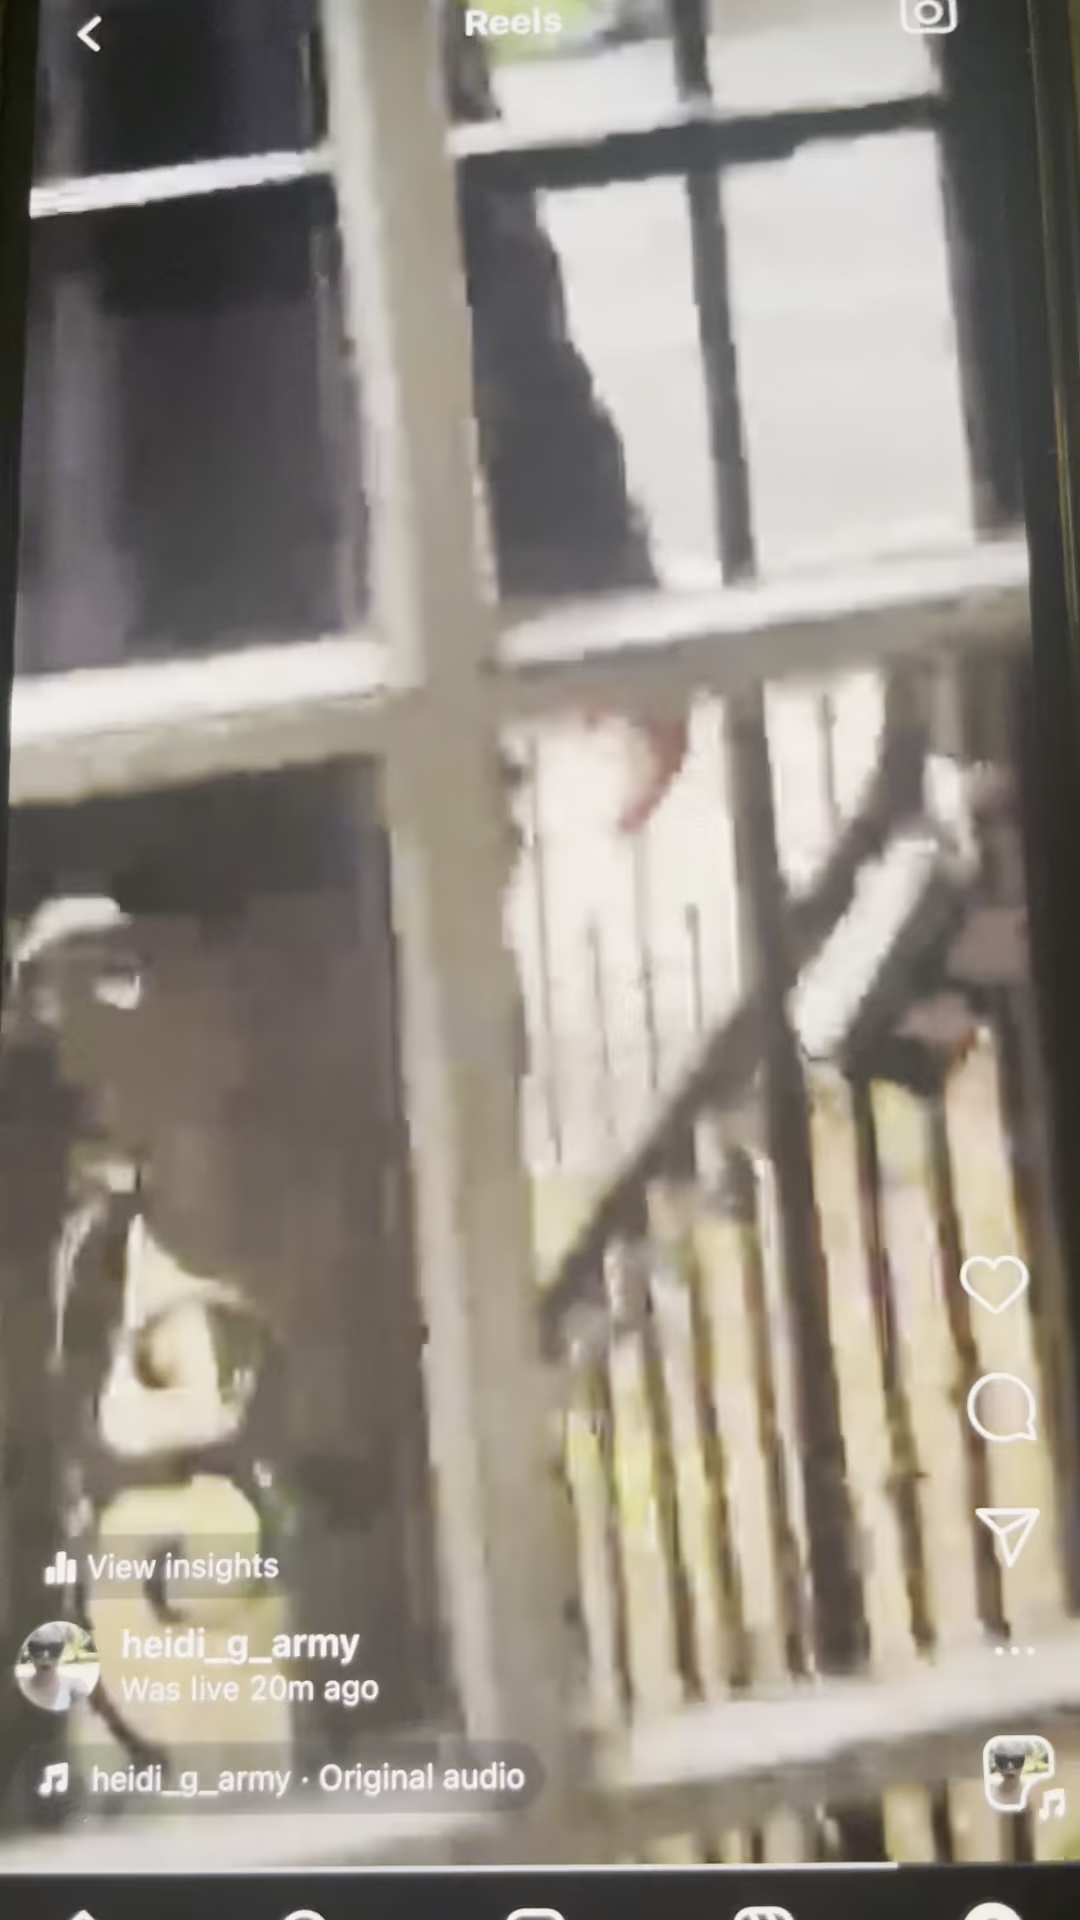 Reels
View insights
heidi_g_army
Was live 20m ago
heidi_g_army · Original audio